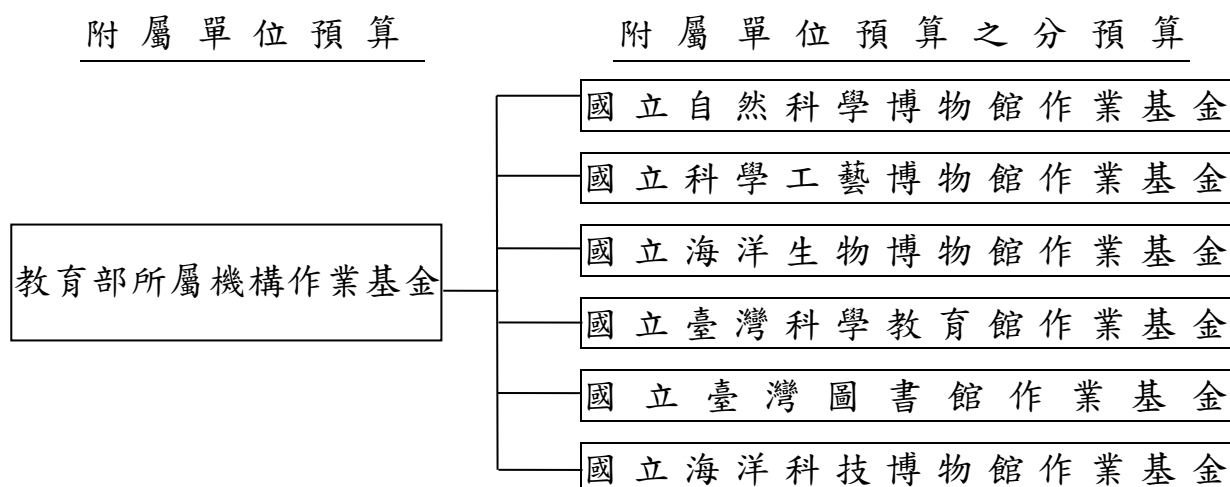 附屬單位預算
附屬單位預算之分預算
教育部所屬機構作業基金
國立自然科學博物館作業基金
國立科學工藝博物館作業基金
國立海洋生物博物館作業基金
國立臺灣科學教育館作業基金
國立臺灣圖書館作業基金
國立海洋科技博物館作業基金